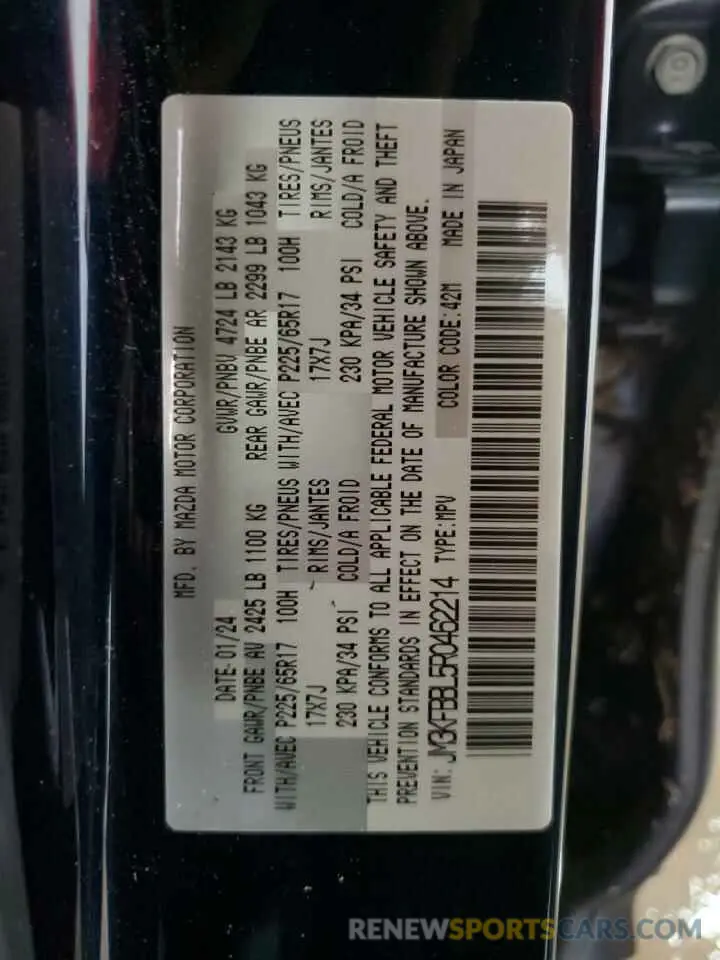 MFD. BY MAZDA MOTOR CORPORATION
DATE 01/24 GVWR/PNBV 4724 LB 2143 KG
FRONT GAWR/PNBE AV 2425 LB 1100 KG REAR GAWR/PNBE AR 2299 LB 1043 KG
WITH/AVEC P225/65R17 100H TIRES/PNEUS WITH/AVEC P225/65R17 100H TIRES/PNEUS
17X7J RIMS/JANTES 17X7J RIMS/JANTES
230 KPA/34 PSI COLD/A FROID 230 KPA/34 PSI COLD/A FROID
THIS VEHICLE CONFORMS TO ALL APPLICABLE FEDERAL MOTOR VEHICLE SAFETY AND THEFT
PREVENTION STANDARDS IN EFFECT ON THE DATE OF MANUFACTURE SHOWN ABOVE.
VIN: JM3KFBBL5R0462214 TYPE:MPV COLOR CODE:42M MADE IN JAPAN
RENEWSPORTSCARS.COM